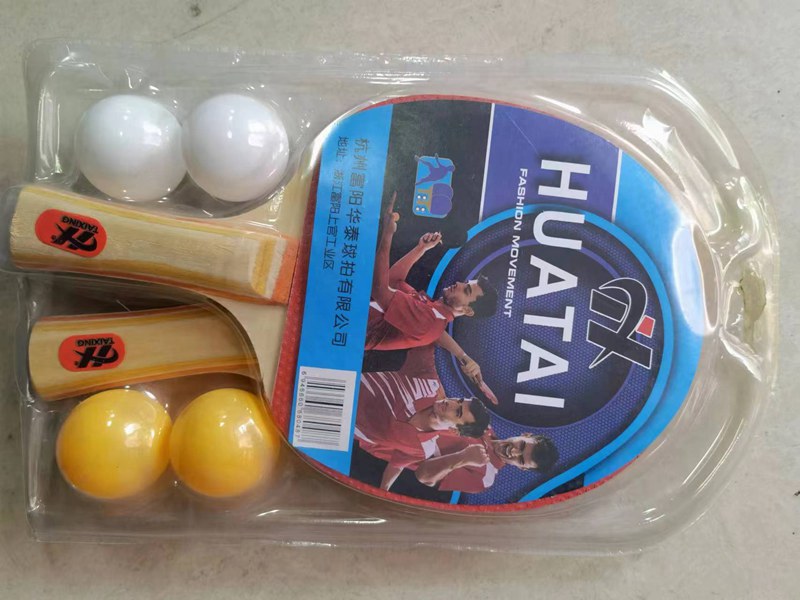 HUATAI
FASHION MOVEMENT
杭州富阳华泰球拍有限公司
地址：浙江富阳上官工业区
TAIXING
TAIXING